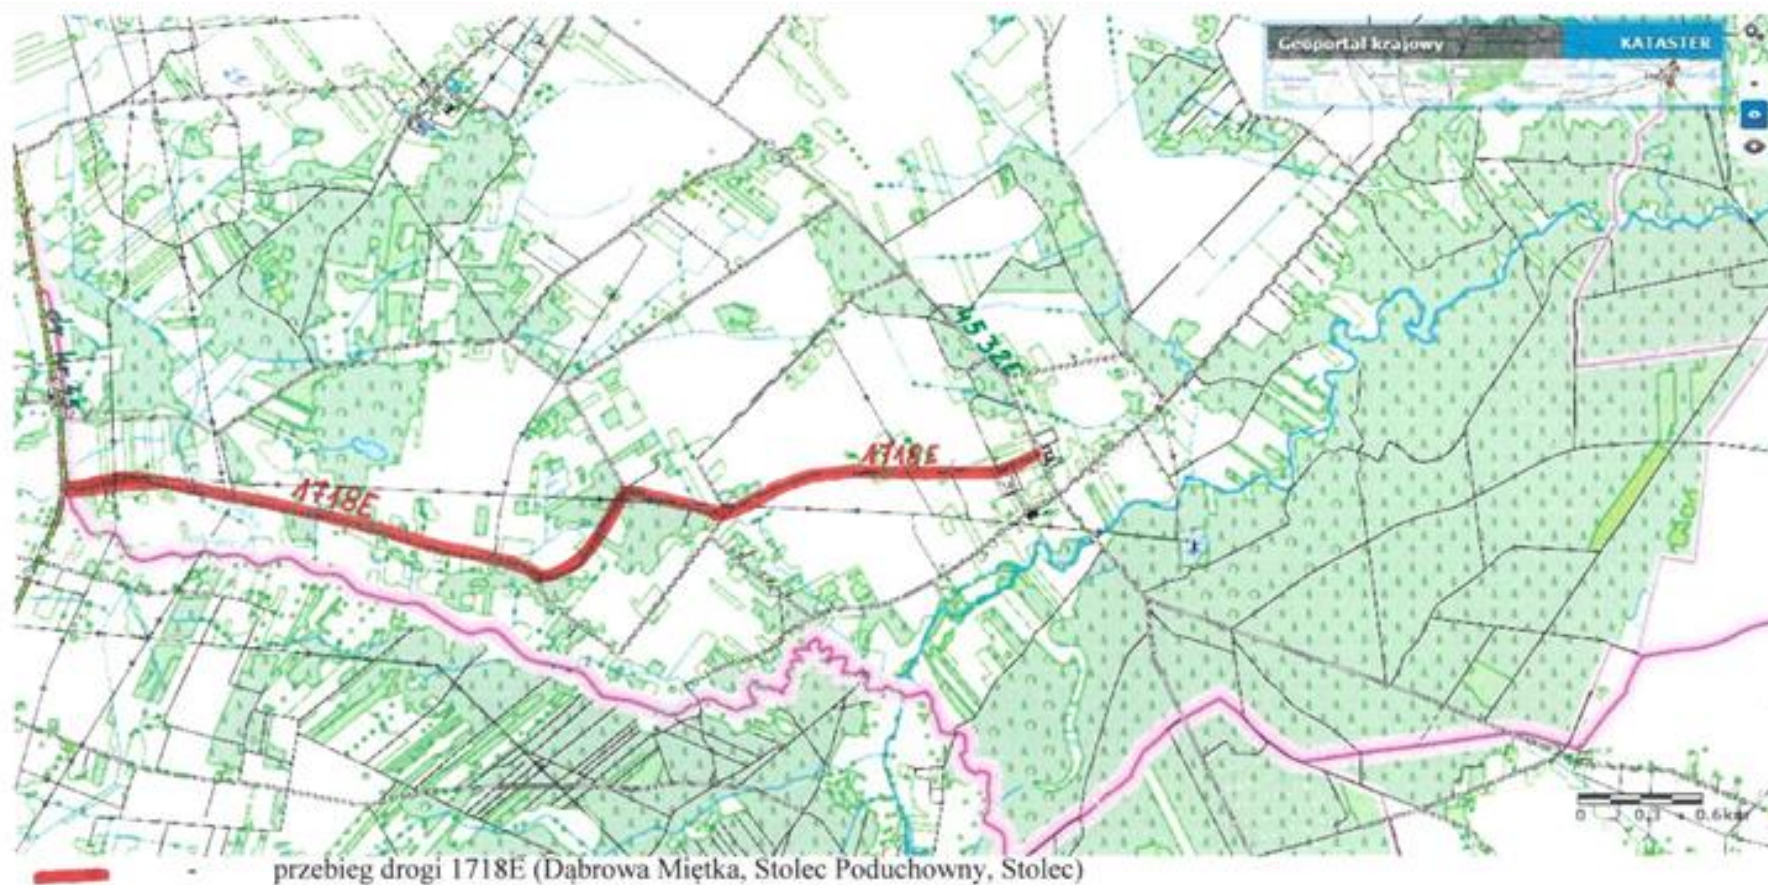 Geoportal krajowy KATASTER
4532E
1718E
1718E
0 0.3 0.6km
przebieg drogi 1718E (Dąbrowa Miętka, Stolec Poduchowny, Stolec)